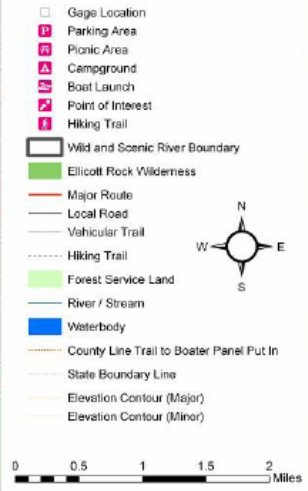 Gage Location
P Parking Area
Picnic Area
Campground
Boat Launch
Point of Interest
Hiking Trail
Wild and Scenic River Boundary
Ellicott Rock Wilderness
Major Route
Local Road
Vehicular Trail
Hiking Trail
Forest Service Land
River / Stream
Waterbody
County Line Trail to Boater Panel Put In
State Boundary Line
Elevation Contour (Major)
Elevation Contour (Minor)
N
W E
S
0 0.5 1 1.5 2
Miles